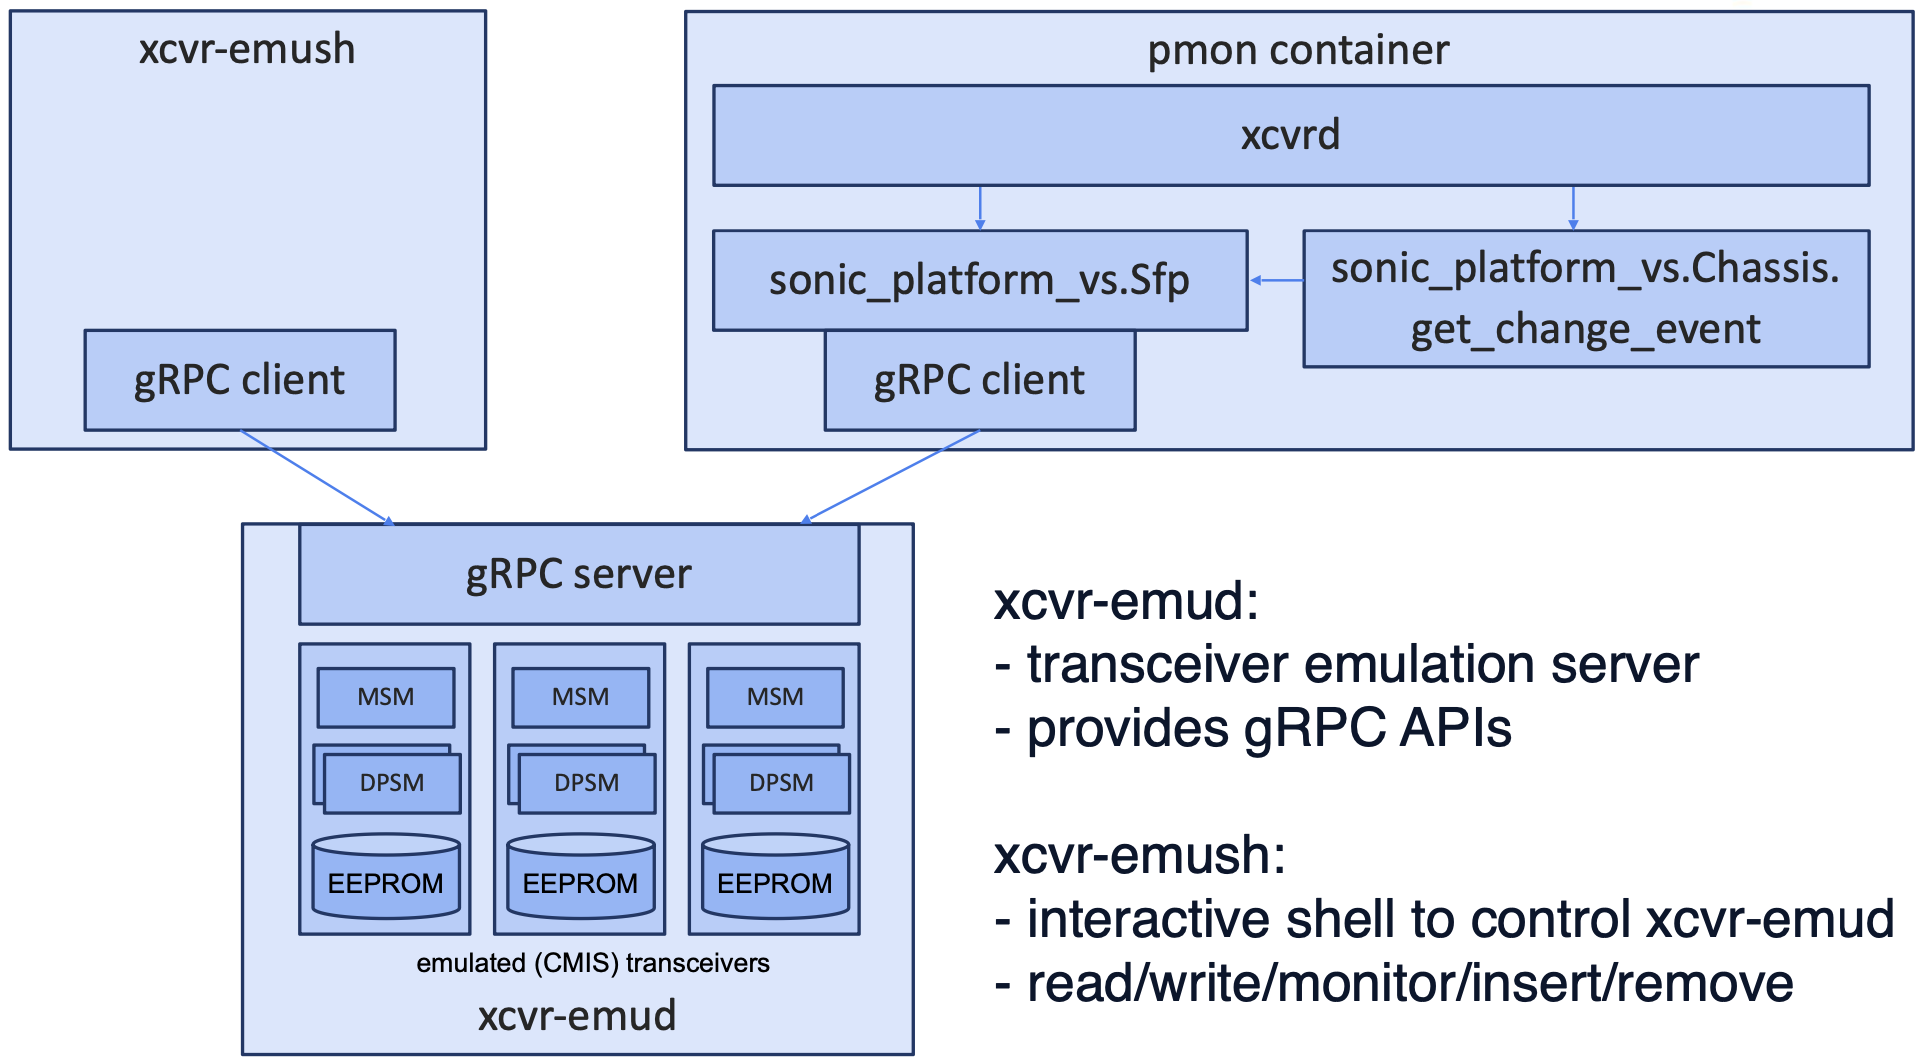 xcvr-emush
gRPC client
pmon container
xcvrd
sonic_platform_vs.Sfp
sonic_platform_vs.Chassis.
get_change_event
gRPC client
gRPC server
MSM
MSM
MSM
DPSM
DPSM
DPSM
EEPROM
EEPROM
EEPROM
emulated (CMIS) transceivers
xcvr-emud
xcvr-emud:
- transceiver emulation server
- provides gRPC APIs
xcvr-emush:
- interactive shell to control xcvr-emud
- read/write/monitor/insert/remove